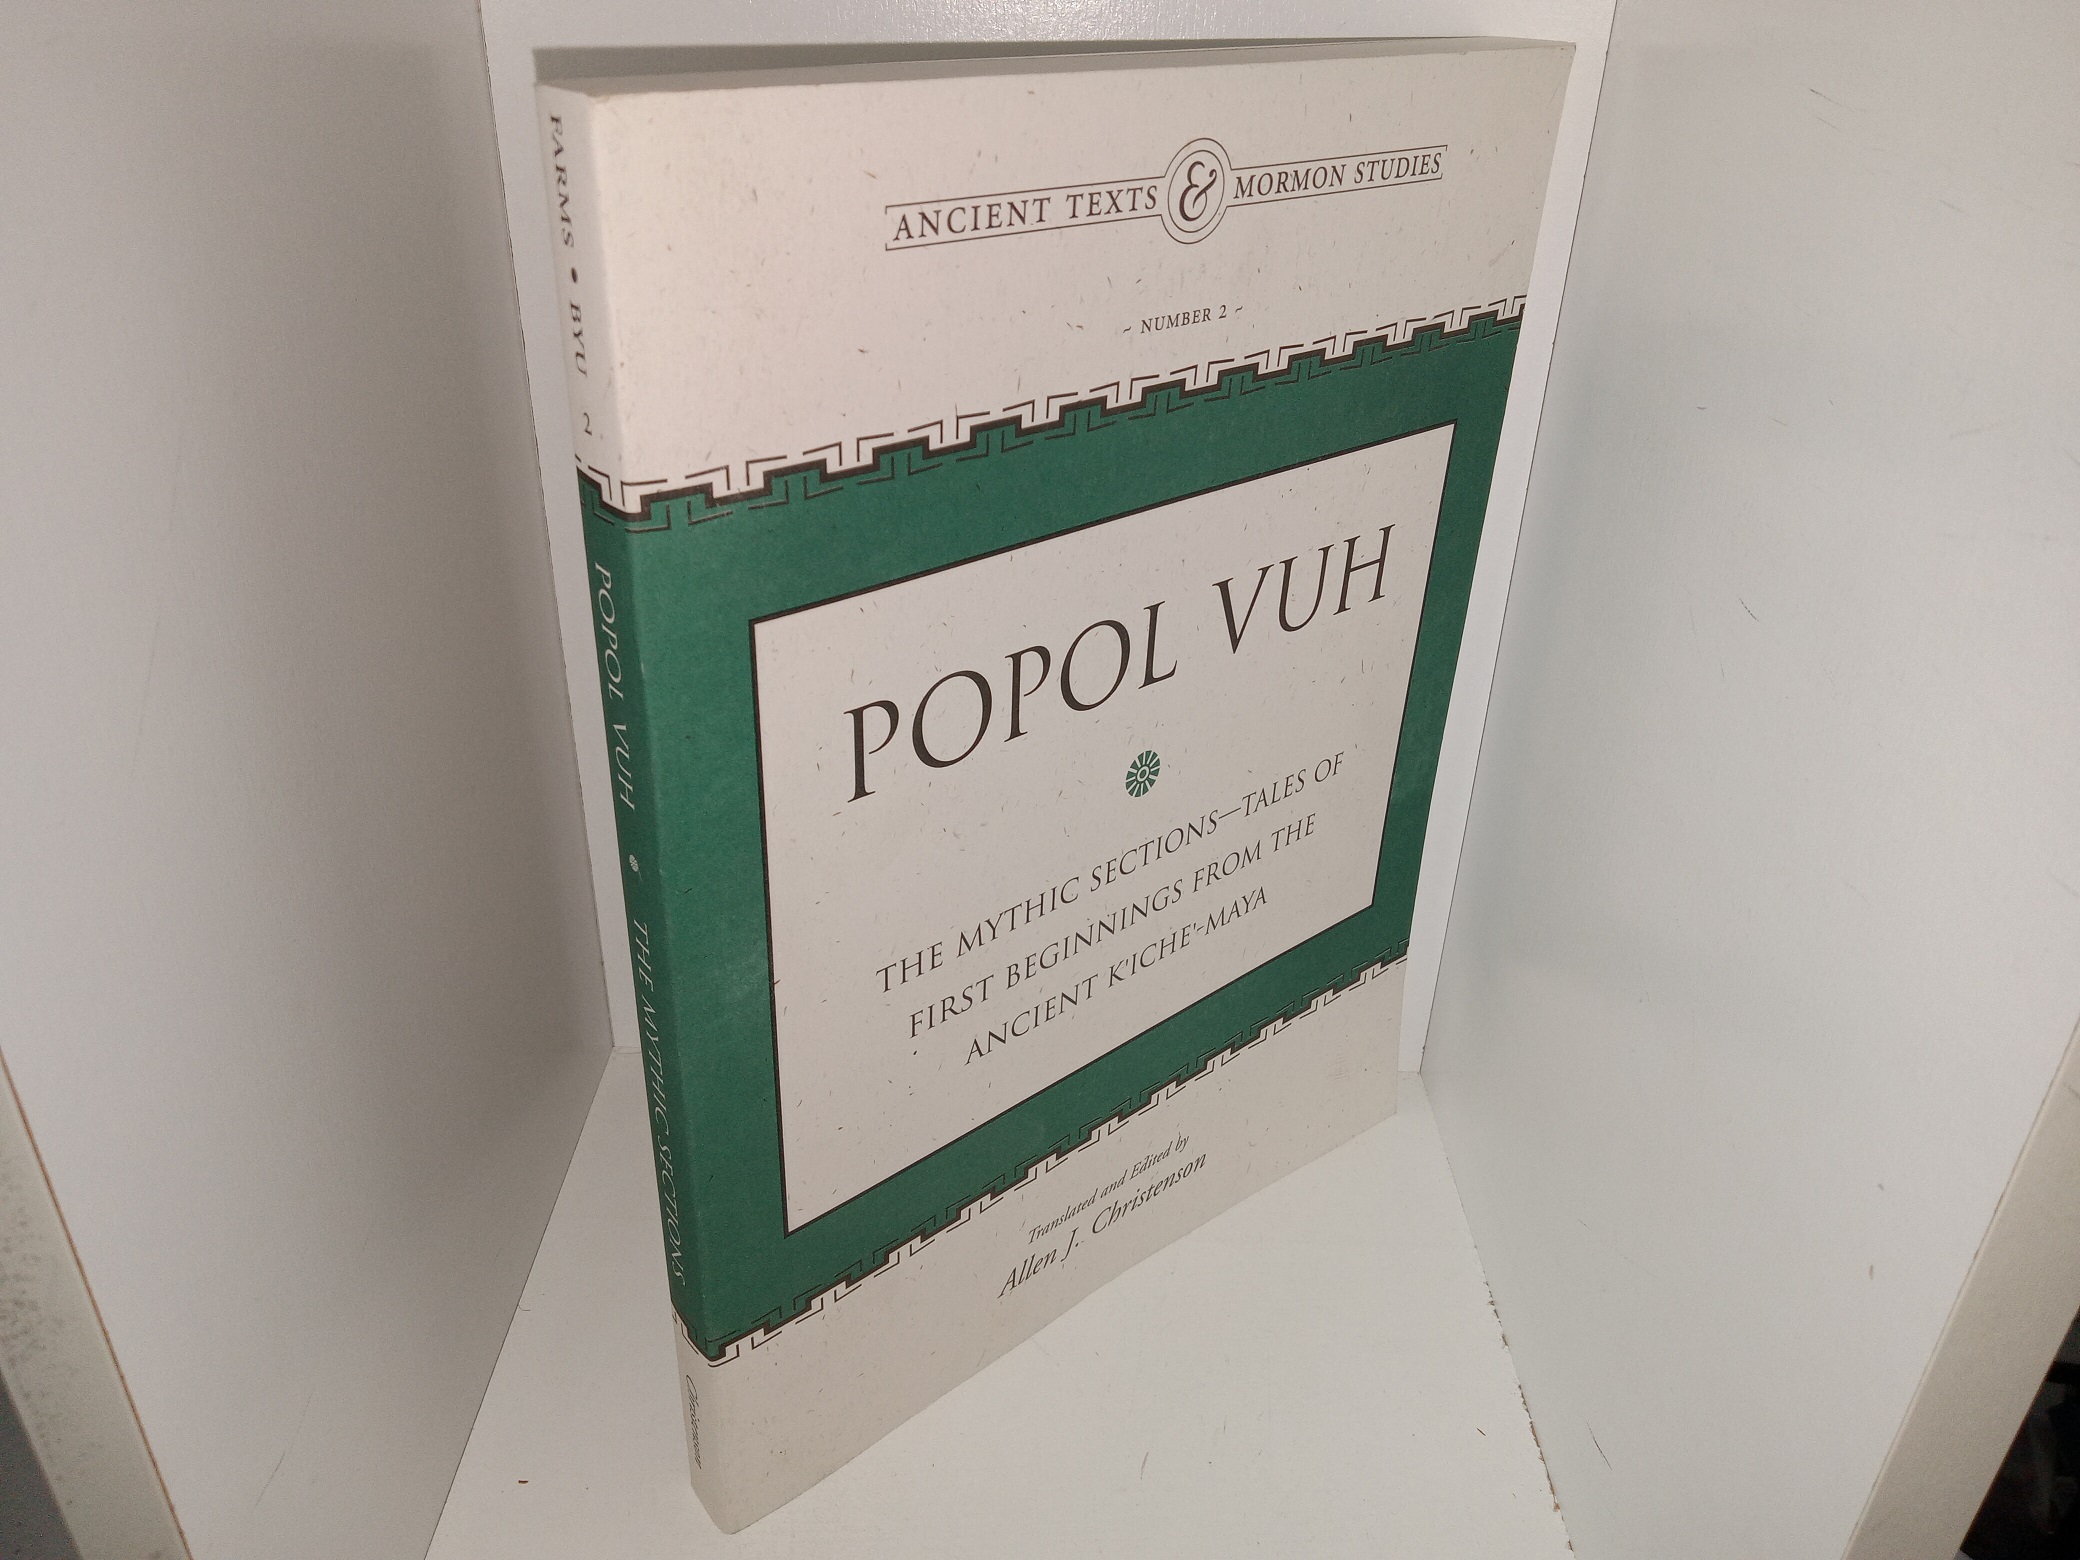 ANCIENT TEXTS & MORMON STUDIES
~ NUMBER 2 ~
POPOL VUH
THE MYTHIC SECTIONS—TALES OF
FIRST BEGINNINGS FROM THE
ANCIENT K'ICHE'-MAYA
Translated and Edited by
Allen J. Christenson
FARMS • BYU 2 POPOL VUH THE MYTHIC SECTIONS Christenson